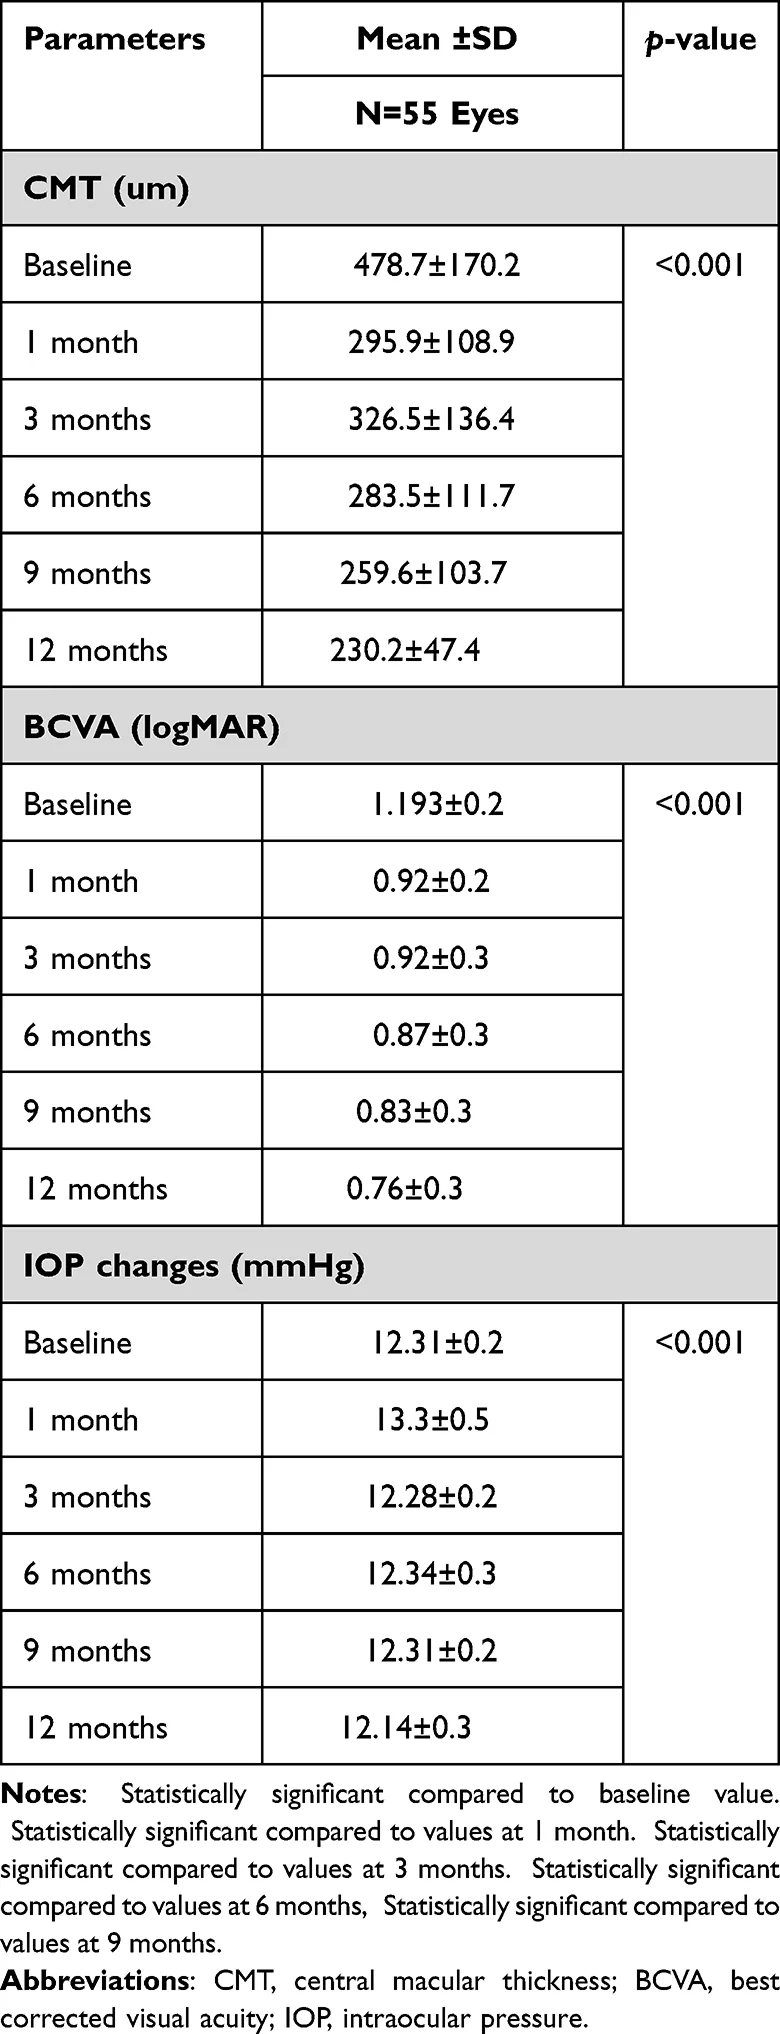 Parameters Mean ±SD p-value
N=55 Eyes
CMT (um)
Baseline 478.7±170.2 <0.001
1 month 295.9±108.9
3 months 326.5±136.4
6 months 283.5±111.7
9 months 259.6±103.7
12 months 230.2±47.4
BCVA (logMAR)
Baseline 1.193±0.2 <0.001
1 month 0.92±0.2
3 months 0.92±0.3
6 months 0.87±0.3
9 months 0.83±0.3
12 months 0.76±0.3
IOP changes (mmHg)
Baseline 12.31±0.2 <0.001
1 month 13.3±0.5
3 months 12.28±0.2
6 months 12.34±0.3
9 months 12.31±0.2
12 months 12.14±0.3
Notes: Statistically significant compared to baseline value.
Statistically significant compared to values at 1 month. Statistically
significant compared to values at 3 months. Statistically significant
compared to values at 6 months, Statistically significant compared to
values at 9 months.
Abbreviations: CMT, central macular thickness; BCVA, best
corrected visual acuity; IOP, intraocular pressure.